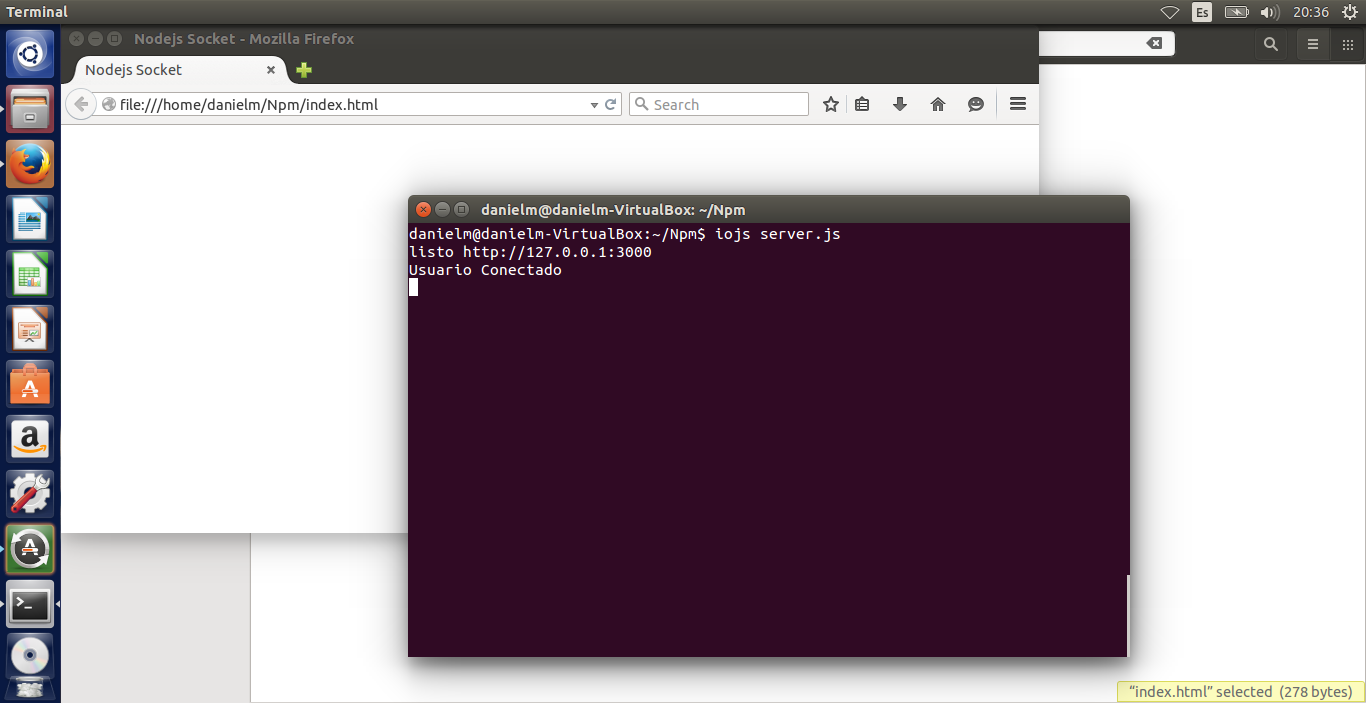 Terminal
Es
20:36
Nodejs Socket - Mozilla Firefox
Nodejs Socket
file:///home/danielm/Npm/index.html
Search
danielm@danielm-VirtualBox: ~/Npm
danielm@danielm-VirtualBox:~/Npm$ iojs server.js
listo http://127.0.0.1:3000
Usuario Conectado
“index.html” selected (278 bytes)